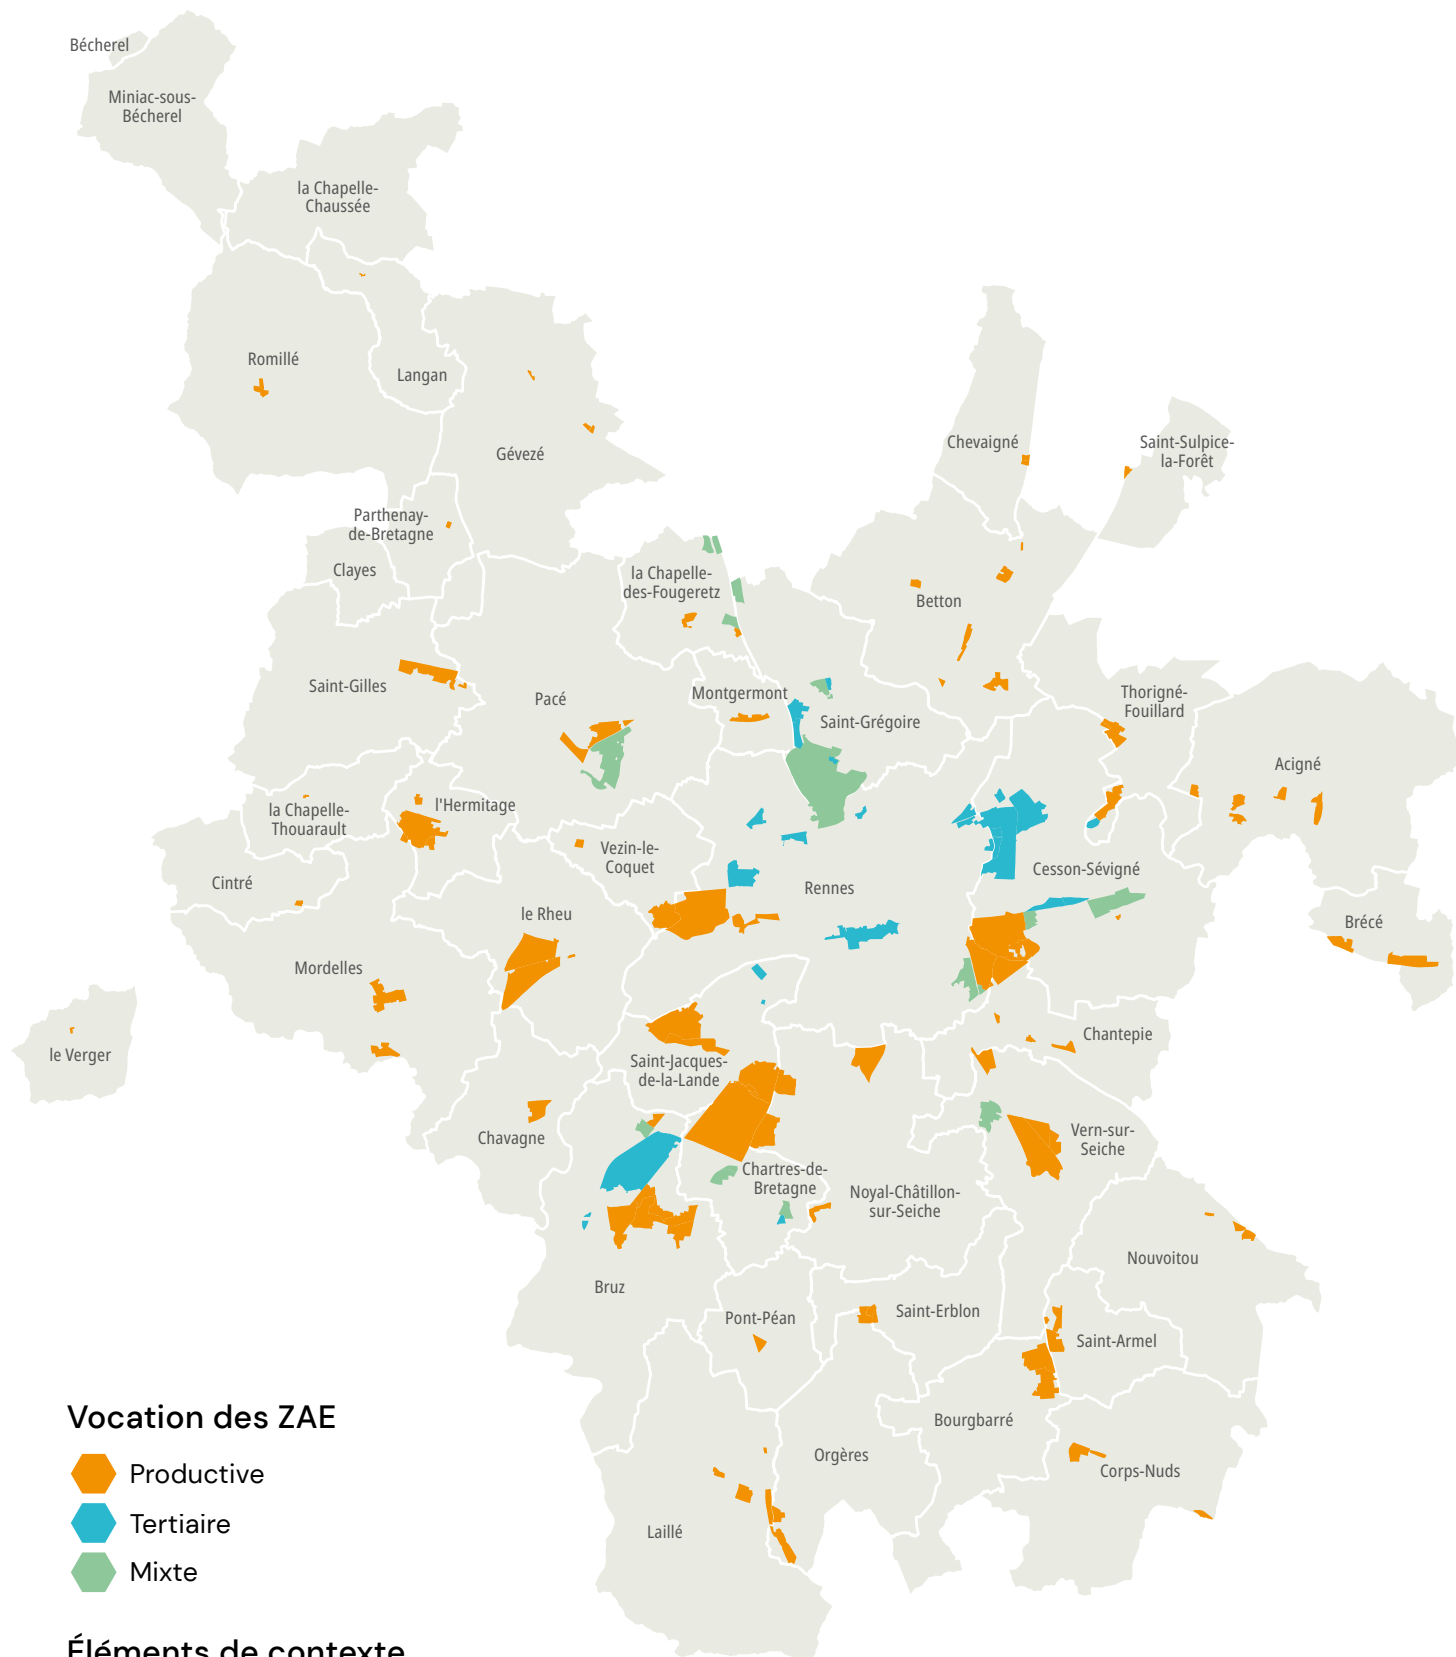 Bécherel
Miniac-sous-
Bécherel
la Chapelle-
Chaussée
Romillé
Langan
Gévezé
Chevaigné
Saint-Sulpice-
la-Forêt
Parthenay-
de-Bretagne
Clayes
la Chapelle-
des-Fougeretz
Betton
Saint-Gilles
Pacé
Montgermont
Saint-Grégoire
Thorigné-
Fouillard
Acigné
la Chapelle-
Thouarault
l'Hermitage
Vezin-le-
Coquet
Cintré
Rennes
Cesson-Sévigné
le Rheu
Brécé
Mordelles
Chantepie
le Verger
Saint-Jacques-
de-la-Lande
Chavagne
Vern-sur-
Seiche
Chartres-de-
Bretagne
Noyal-Châtillon-
sur-Seiche
Nouvoitou
Bruz
Pont-Péan
Saint-Erblon
Saint-Armel
Bourgbarré
Orgères
Corps-Nuds
Laillé
Vocation des ZAE
Productive
Tertiaire
Mixte
Éléments de contexte